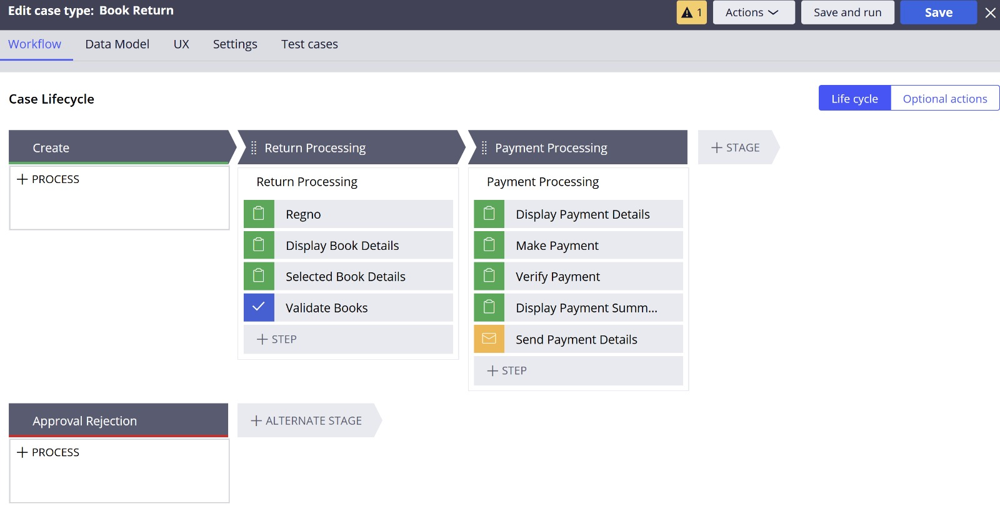 Edit case type: Book Return
1
Actions
Save and run
Save
Workflow
Data Model
UX
Settings
Test cases
Case Lifecycle
Life cycle
Optional actions
Create
Return Processing
Payment Processing
+ STAGE
+ PROCESS
Return Processing
Regno
Display Book Details
Selected Book Details
Validate Books
+ STEP
Payment Processing
Display Payment Details
Make Payment
Verify Payment
Display Payment Summ...
Send Payment Details
+ STEP
Approval Rejection
+ ALTERNATE STAGE
+ PROCESS